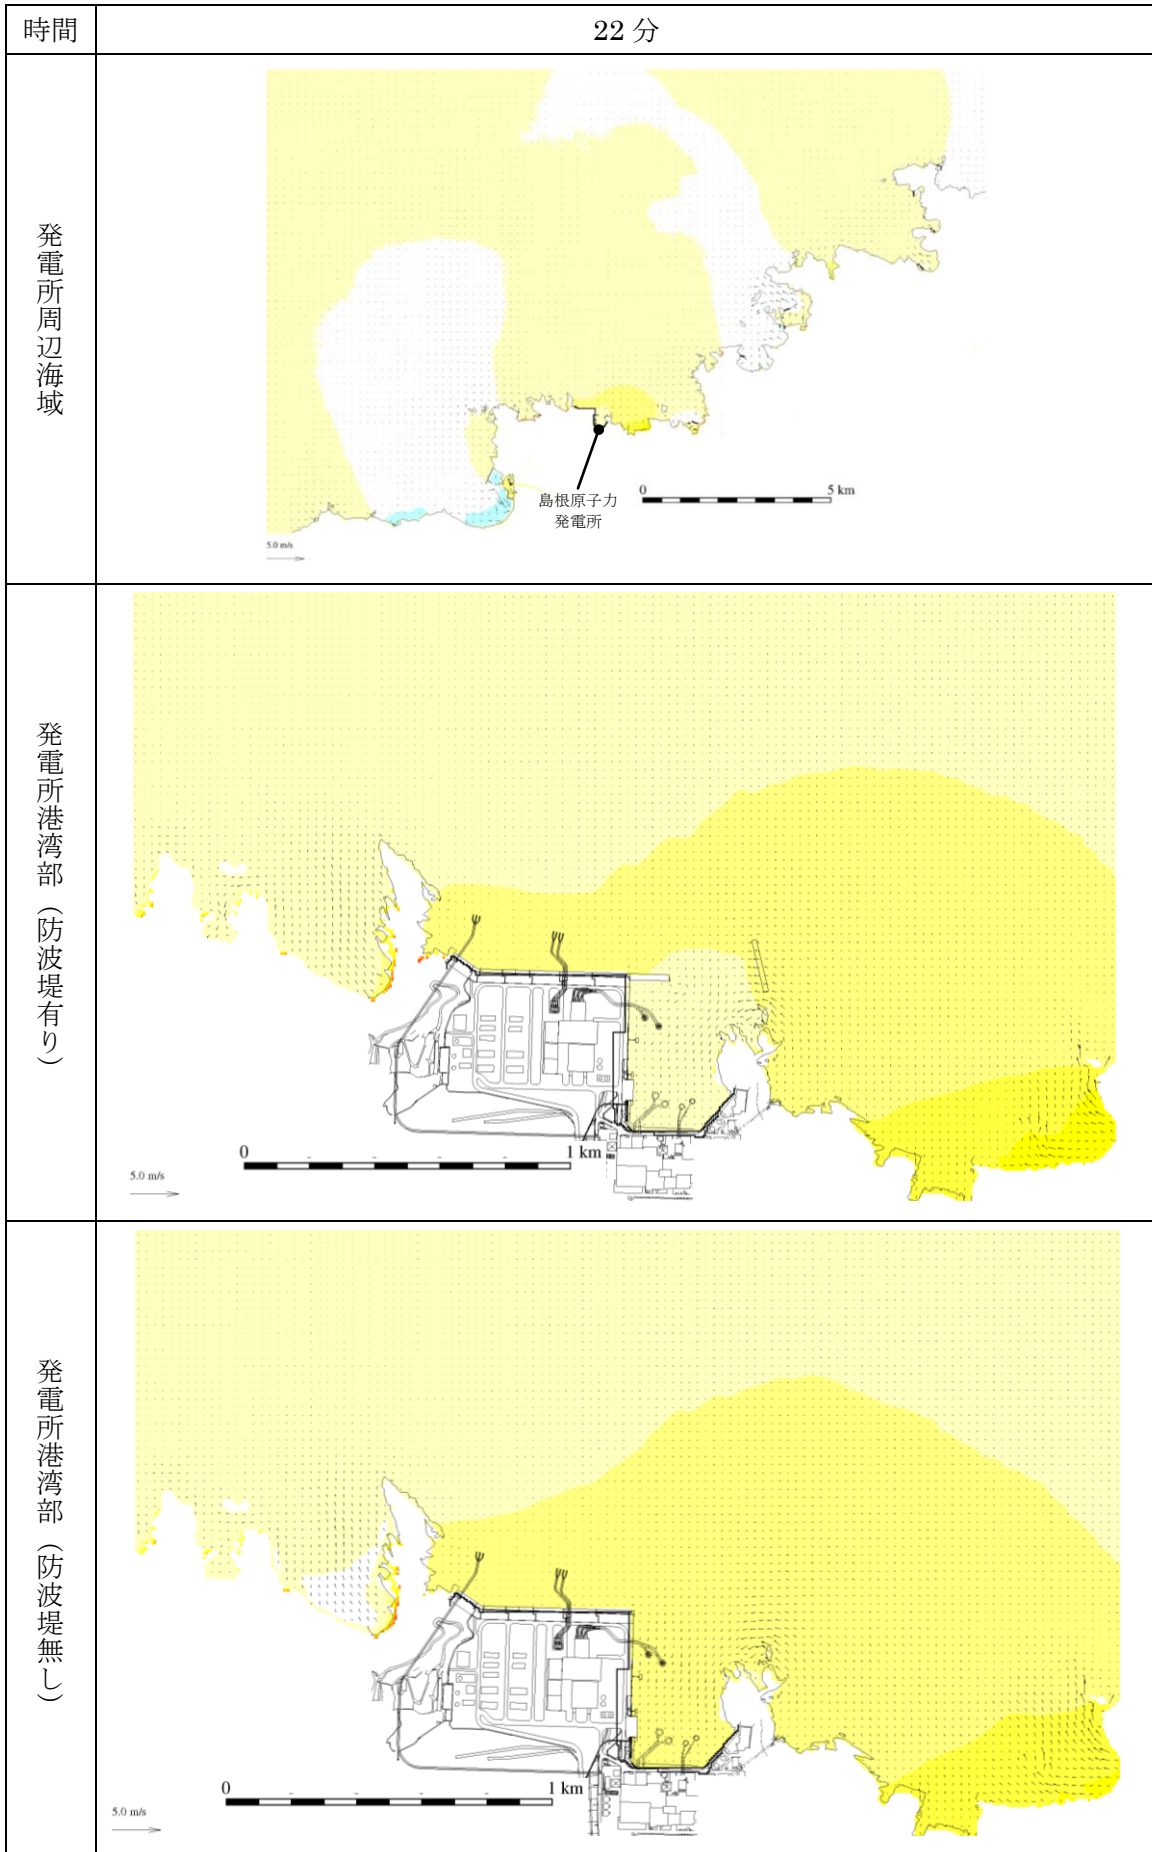 時間
22 分
発電所周辺海域
島根原子力
発電所
0 5 km
5.0 m/s
発電所港湾部（防波堤有り）
0 1 km
5.0 m/s
発電所港湾部（防波堤無し）
0 1 km
5.0 m/s